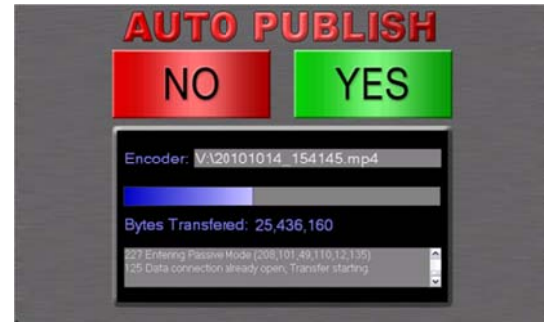 AUTO PUBLISH
NO YES
Encoder: V:\20101014_154145.mp4
Bytes Transfered: 25,436,160
227 Entering Passive Mode (208,101,49,110,12,135)
125 Data connection already open; Transfer starting.